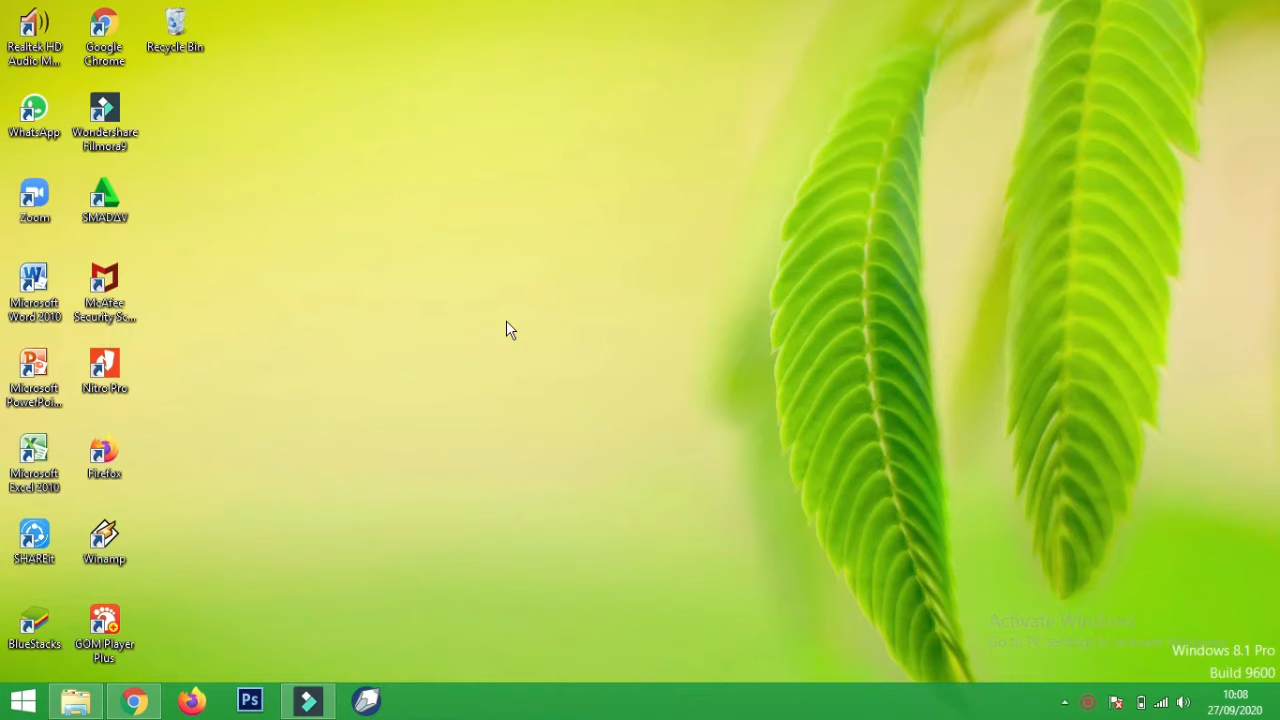 Realtek HD
Audio M...
Google
Chrome
Recycle Bin
WhatsApp
Wondershare
Filmora9
Zoom
SMADAV
Microsoft
Word 2010
McAfee
Security Sc...
Microsoft
PowerPoi...
Nitro Pro
Microsoft
Excel 2010
Firefox
SHAREit
Winamp
BlueStacks
GOM Player
Plus
Activate Windows
Go to PC settings to activate Windows.
Windows 8.1 Pro
Build 9600
Ps
10:08
27/09/2020